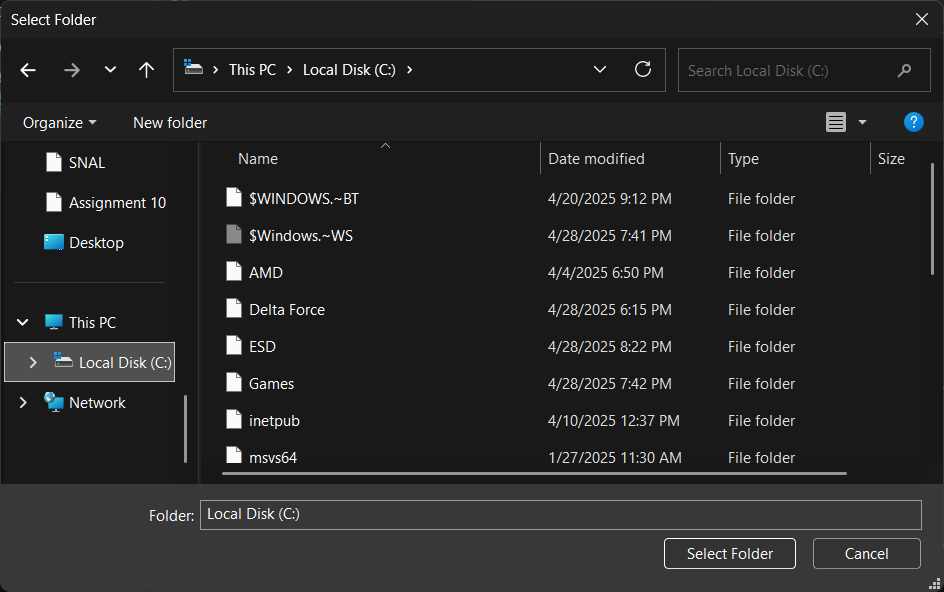 Select Folder
This PC Local Disk (C:)
Search Local Disk (C:)
Organize New folder
?
SNAL
Assignment 10
Desktop
This PC
Local Disk (C:)
Network
Name Date modified Type Size
$WINDOWS.~BT 4/20/2025 9:12 PM File folder
$Windows.~WS 4/28/2025 7:41 PM File folder
AMD 4/4/2025 6:50 PM File folder
Delta Force 4/28/2025 6:15 PM File folder
ESD 4/28/2025 8:22 PM File folder
Games 4/28/2025 7:42 PM File folder
inetpub 4/10/2025 12:37 PM File folder
msvs64 1/27/2025 11:30 AM File folder
Folder: Local Disk (C:)
Select Folder Cancel